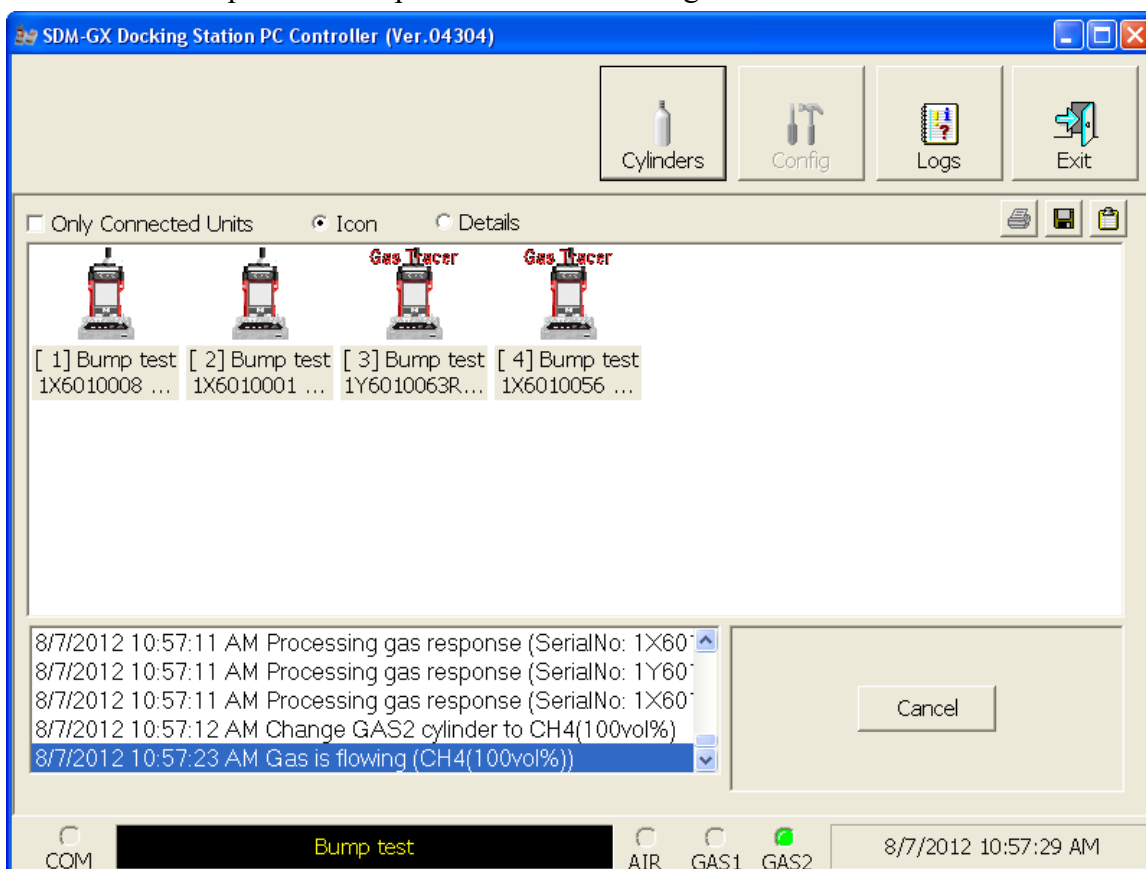 SDM-GX Docking Station PC Controller (Ver.04304)
Cylinders
Config
Logs
Exit
Only Connected Units
Icon
Details
Gas Tracer
Gas Tracer
[ 1] Bump test
1X6010008 ...
[ 2] Bump test
1X6010001 ...
[ 3] Bump test
1Y6010063R...
[ 4] Bump test
1X6010056 ...
8/7/2012 10:57:11 AM Processing gas response (SerialNo: 1X60
8/7/2012 10:57:11 AM Processing gas response (SerialNo: 1Y60
8/7/2012 10:57:11 AM Processing gas response (SerialNo: 1X60
8/7/2012 10:57:12 AM Change GAS2 cylinder to CH4(100vol%)
8/7/2012 10:57:23 AM Gas is flowing (CH4(100vol%))
Cancel
COM
Bump test
AIR
GAS1
GAS2
8/7/2012 10:57:29 AM